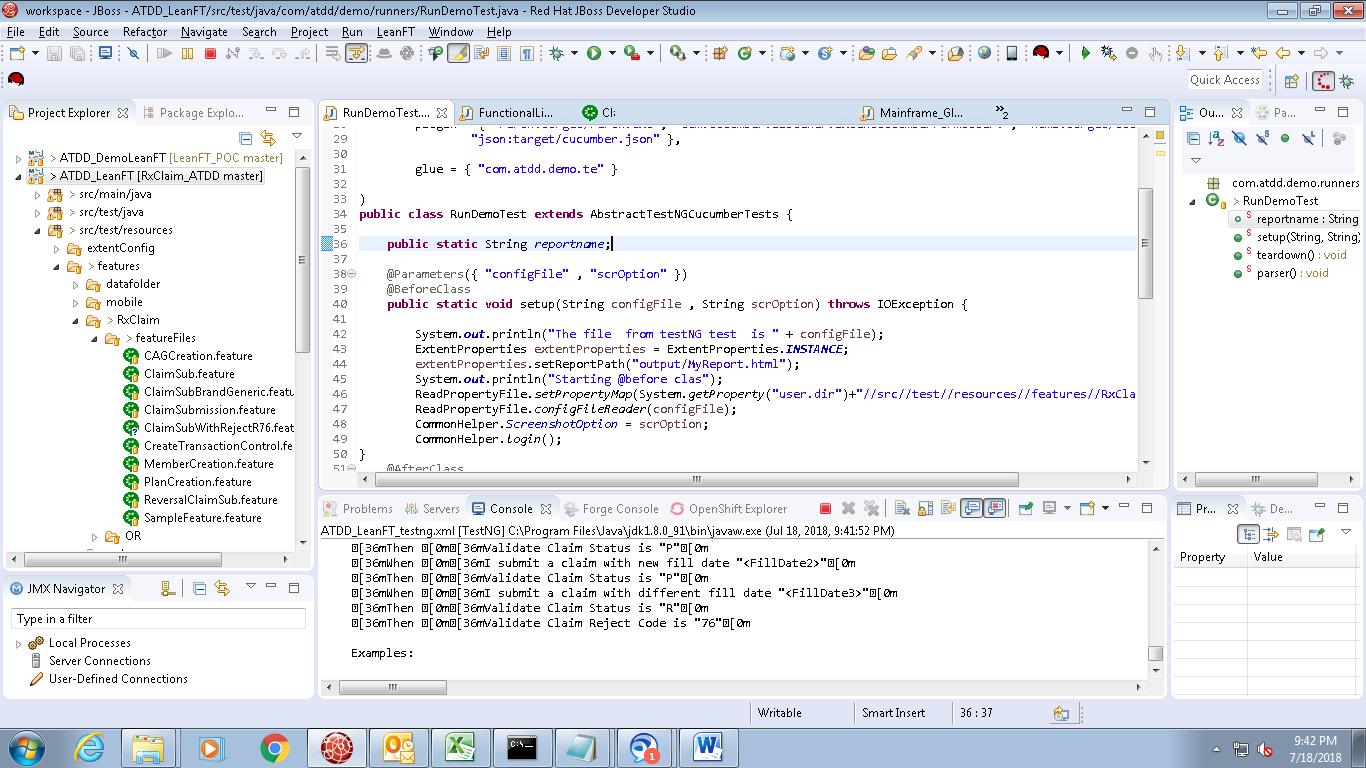 workspace - JBoss - ATDD_LeanFT/src/test/java/com/atdd/demo/runners/RunDemoTest.java - Red Hat JBoss Developer Studio
File Edit Source Refactor Navigate Search Project Run LeanFT Window Help
Quick Access
Project Explorer Package Explo...
> ATDD_DemoLeanFT [LeanFT_POC master]
> ATDD_LeanFT [RxClaim_ATDD master]
> src/main/java
> src/test/java
> src/test/resources
extentConfig
> features
datafolder
mobile
> RxClaim
> featureFiles
CAGCreation.feature
ClaimSub.feature
ClaimSubBrandGeneric.featu
ClaimSubmission.feature
ClaimSubWithRejectR76.feat
CreateTransactionControl.fe
MemberCreation.feature
PlanCreation.feature
ReversalClaimSub.feature
SampleFeature.feature
OR
JMX Navigator
Type in a filter
Local Processes
Server Connections
User-Defined Connections
RunDemoTest.... FunctionalLi... CI: Mainframe_Gl... »2
29 "json:target/cucumber.json" },
30
31 glue = { "com.atdd.demo.te" }
32
33 )
34 public class RunDemoTest extends AbstractTestNGCucumberTests {
35
36 public static String reportname;
37
38 @Parameters({ "configFile" , "scrOption" })
39 @BeforeClass
40 public static void setup(String configFile , String scrOption) throws IOException {
41
42 System.out.println("The file  from testNG test  is " + configFile);
43 ExtentProperties extentProperties = ExtentProperties.INSTANCE;
44 extentProperties.setReportPath("output/MyReport.html");
45 System.out.println("Starting @before clas");
46 ReadPropertyFile.setPropertyMap(System.getProperty("user.dir")+"//src//test//resources//features//RxCla
47 ReadPropertyFile.configFileReader(configFile);
48 CommonHelper.ScreenshotOption = scrOption;
49 CommonHelper.login();
50 }
51 @AfterClass
Problems Servers Console Forge Console OpenShift Explorer
ATDD_LeanFT_testng.xml [TestNG] C:\Program Files\Java\jdk1.8.0_91\bin\javaw.exe (Jul 18, 2018, 9:41:52 PM)
[36mThen [0m[36mValidate Claim Status is "P"[0m
[36mWhen [0m[36mI submit a claim with new fill date "<FillDate2>"[0m
[36mThen [0m[36mValidate Claim Status is "P"[0m
[36mWhen [0m[36mI submit a claim with different fill date "<FillDate3>"[0m
[36mThen [0m[36mValidate Claim Status is "R"[0m
[36mThen [0m[36mValidate Claim Reject Code is "76"[0m
Examples:
Ou... Pa...
com.atdd.demo.runners
> RunDemoTest
reportname : String
setup(String, String)
teardown() : void
parser() : void
Pr... De...
Property Value
Writable Smart Insert 36 : 37
1
9:42 PM
7/18/2018